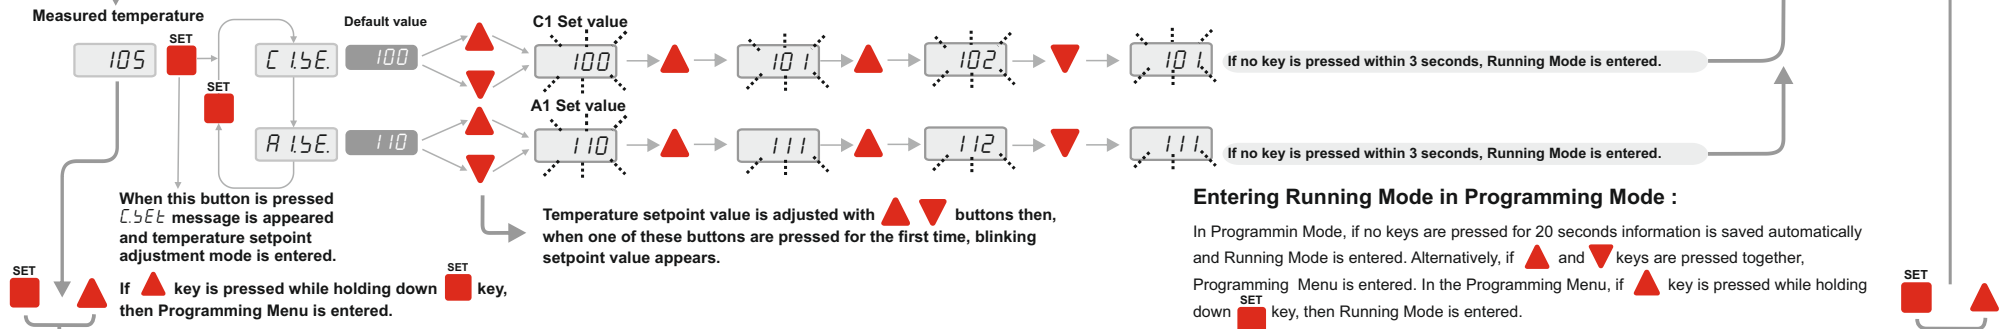 Measured temperature
Default value
C1 Set value
SET
105
C1.SE.
100
100
101
102
101
If no key is pressed within 3 seconds, Running Mode is entered.
SET
A1 Set value
A1.SE.
110
110
111
112
111
If no key is pressed within 3 seconds, Running Mode is entered.
When this button is pressed
C.SEt message is appeared
and temperature setpoint
adjustment mode is entered.
Temperature setpoint value is adjusted with buttons then,
when one of these buttons are pressed for the first time, blinking
setpoint value appears.
SET
If key is pressed while holding down SET key,
then Programming Menu is entered.
Entering Running Mode in Programming Mode :
In Programmin Mode, if no keys are pressed for 20 seconds information is saved automatically
and Running Mode is entered. Alternatively, if and keys are pressed together,
Programming Menu is entered. In the Programming Menu, if key is pressed while holding
down SET key, then Running Mode is entered.
SET